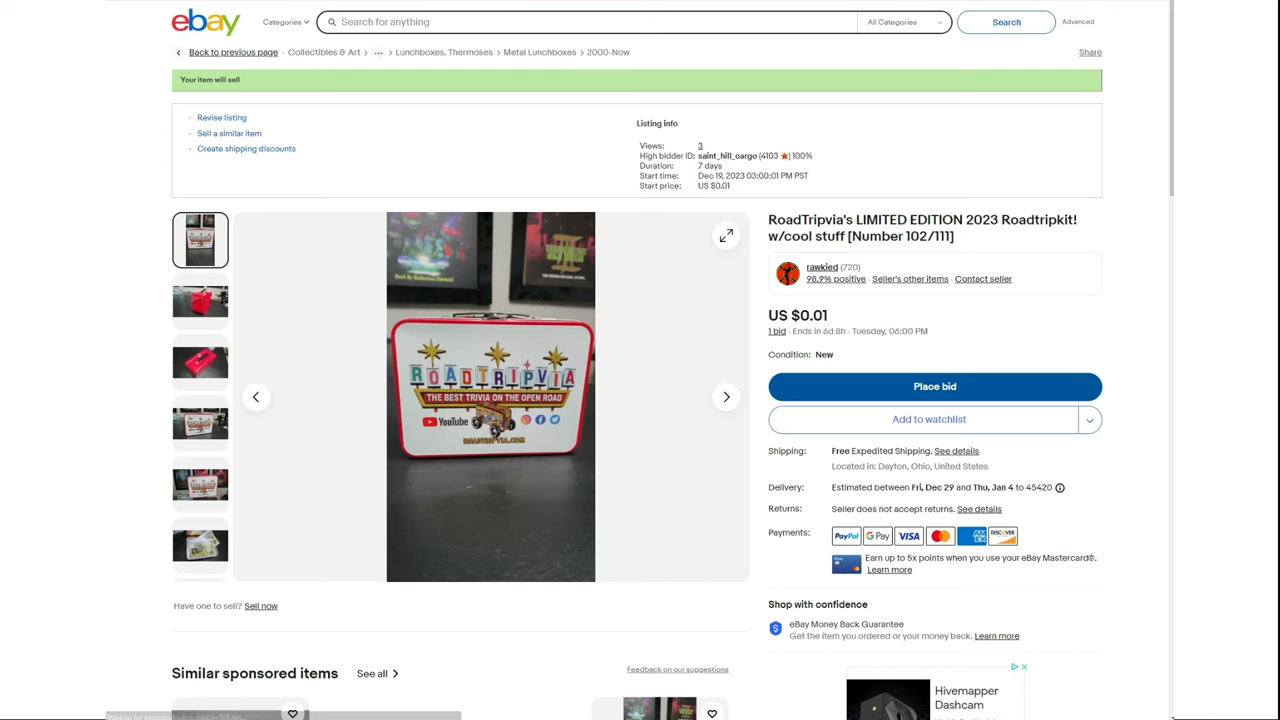 ebay
Categories
Search for anything
All Categories
Search
Advanced
Back to previous page
Collectibles & Art > ... > Lunchboxes, Thermoses > Metal Lunchboxes > 2000-Now
Share
Your item will sell
Revise listing
Sell a similar item
Create shipping discounts
Listing info
Views: 3
High bidder ID: saint_hill_cargo (4103 ★) 100%
Duration: 7 days
Start time: Dec 19, 2023 03:00:01 PM PST
Start price: US $0.01
ROADTRIPVIA
THE BEST TRIVIA ON THE OPEN ROAD
YouTube
ROADTRIPVIA.COM
RoadTripvia's LIMITED EDITION 2023 Roadtripkit!
w/cool stuff [Number 102/111]
rawkied (720)
98.9% positive · Seller's other items · Contact seller
US $0.01
1 bid · Ends in 6d 8h · Tuesday, 06:00 PM
Condition: New
Place bid
Add to watchlist
Shipping: Free Expedited Shipping. See details
Located in: Dayton, Ohio, United States
Delivery: Estimated between Fri, Dec 29 and Thu, Jan 4 to 45420
Returns: Seller does not accept returns. See details
Payments: PayPal G Pay VISA AMEX DISCOVER
Earn up to 5x points when you use your eBay Mastercard®.
Learn more
Shop with confidence
eBay Money Back Guarantee
Get the item you ordered or your money back. Learn more
Have one to sell? Sell now
Similar sponsored items See all
Feedback on our suggestions
Hivemapper
Dashcam